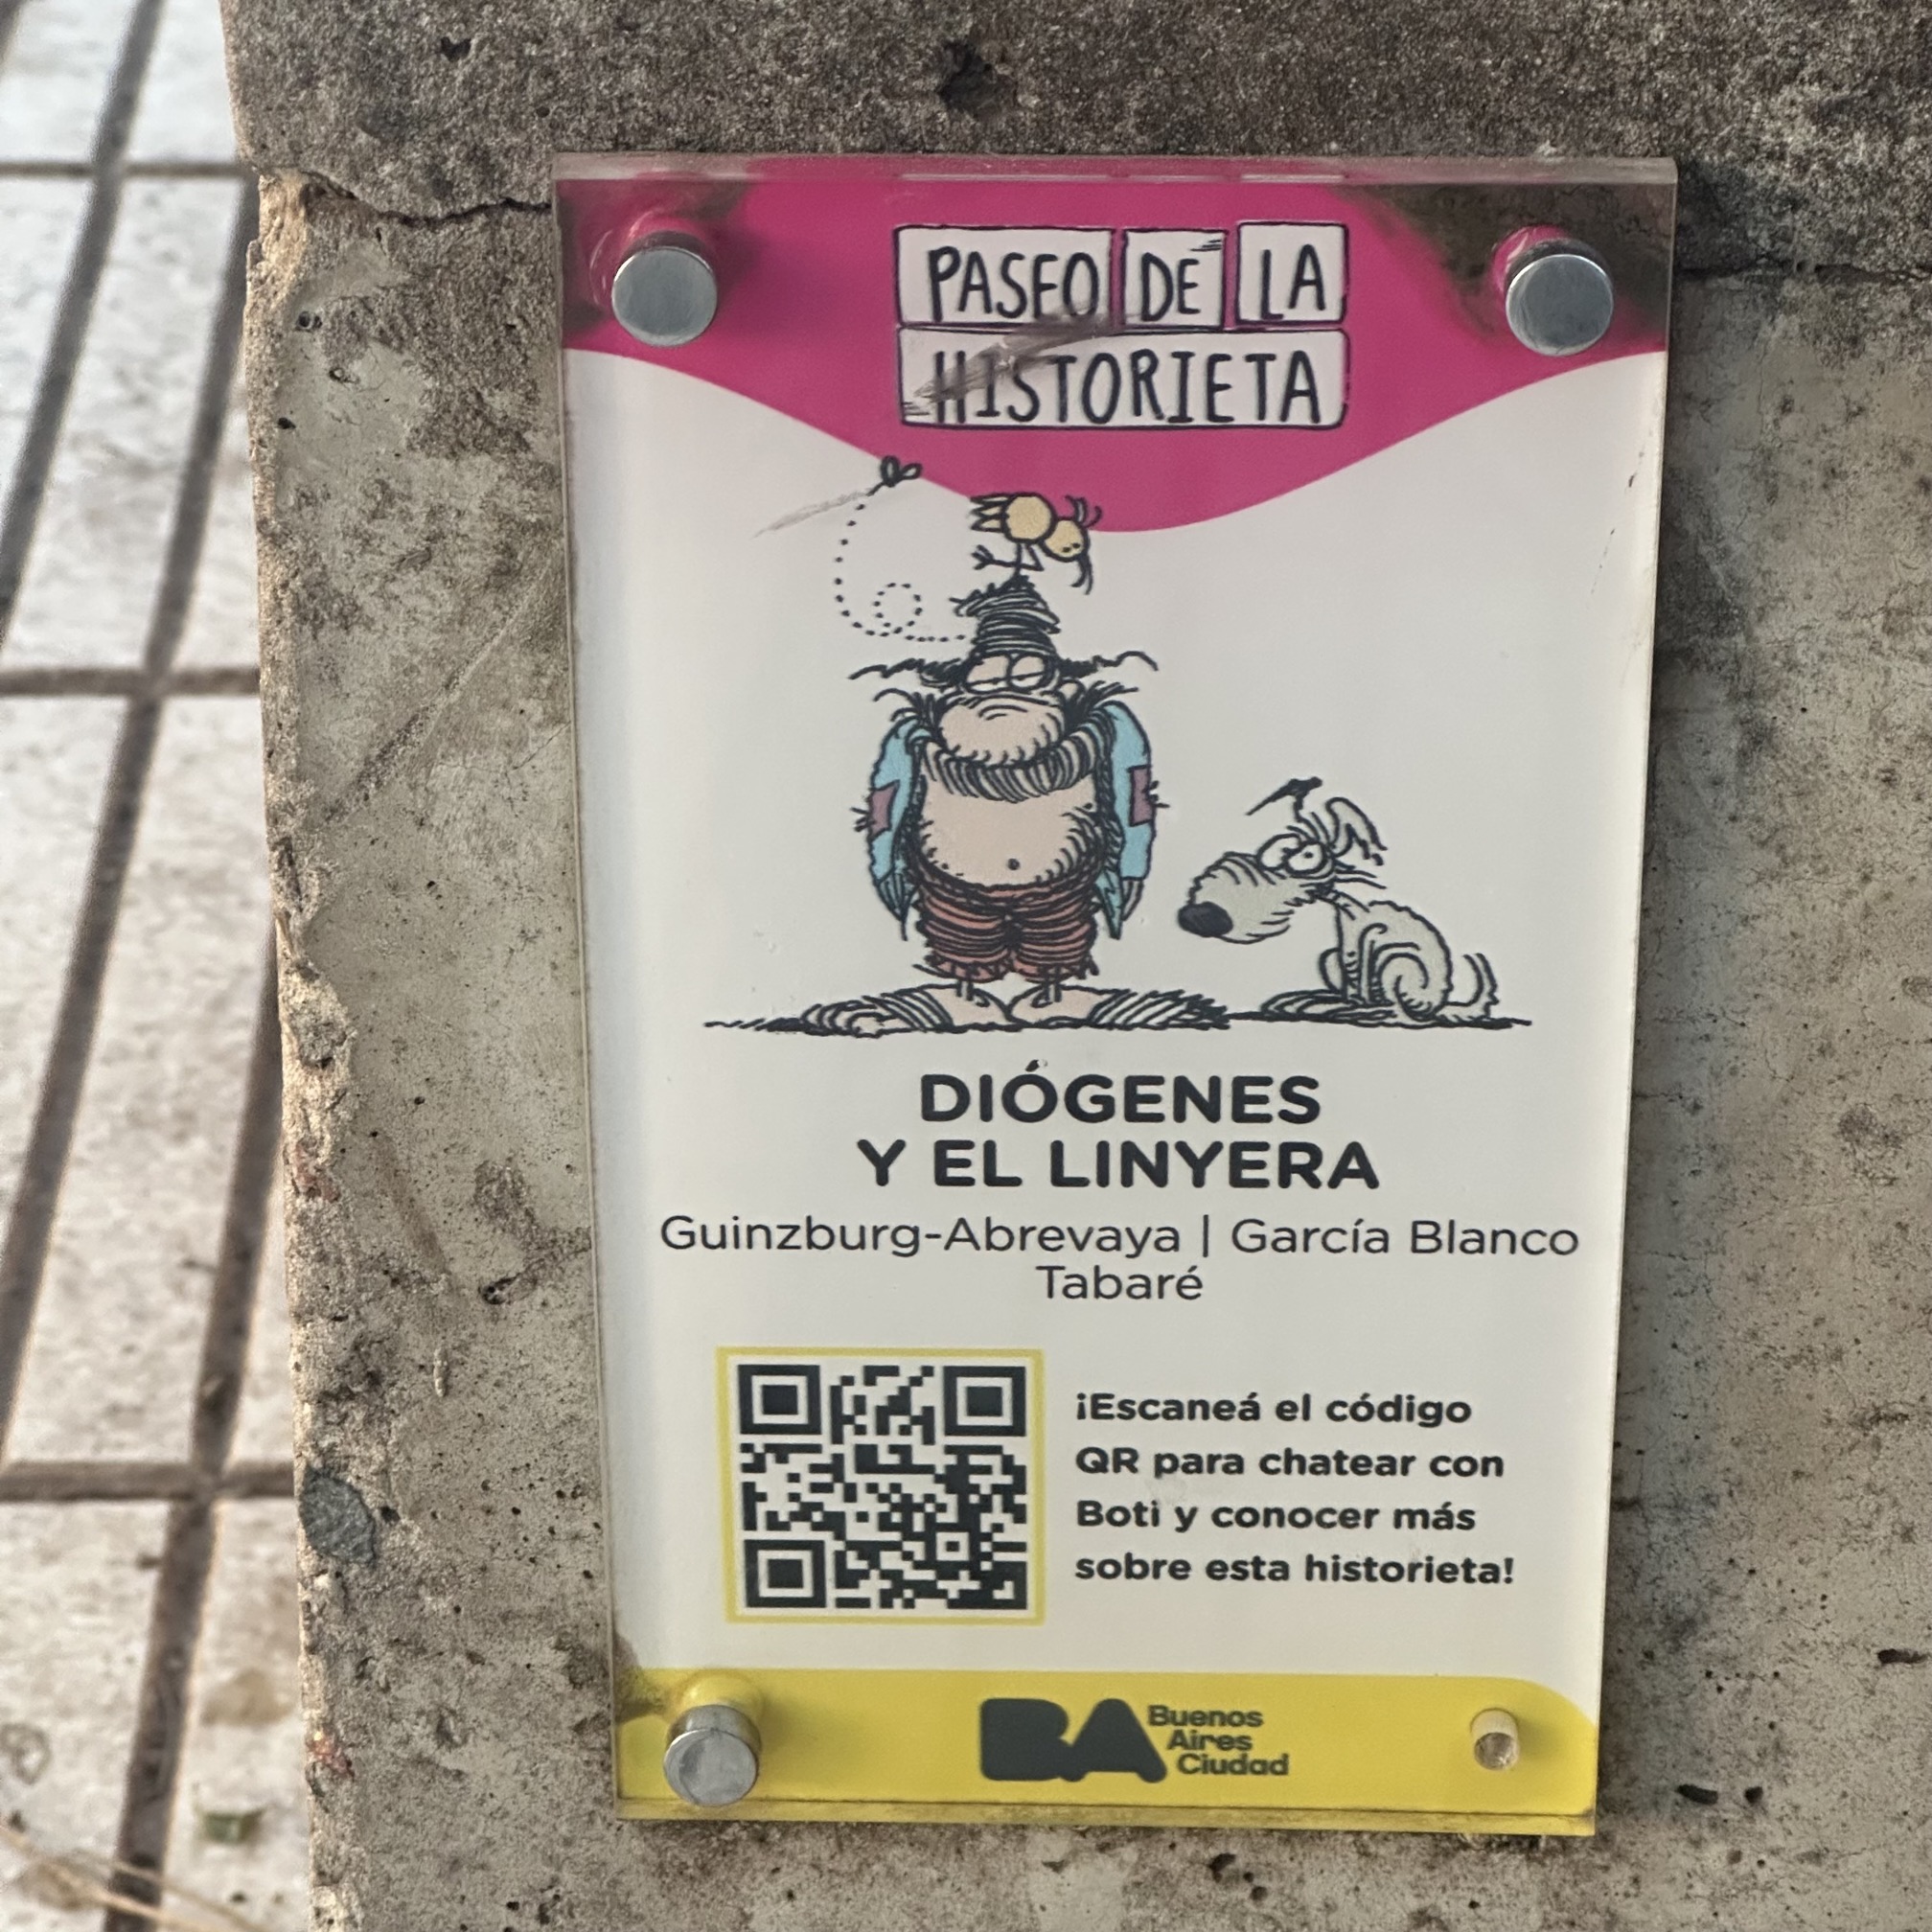 PASEO DE LA
HISTORIETA
DIÓGENES
Y EL LINYERA
Guinzburg-Abrevaya | García Blanco
Tabaré
¡Escaneá el código
QR para chatear con
Boti y conocer más
sobre esta historieta!
BA Buenos
Aires
Ciudad